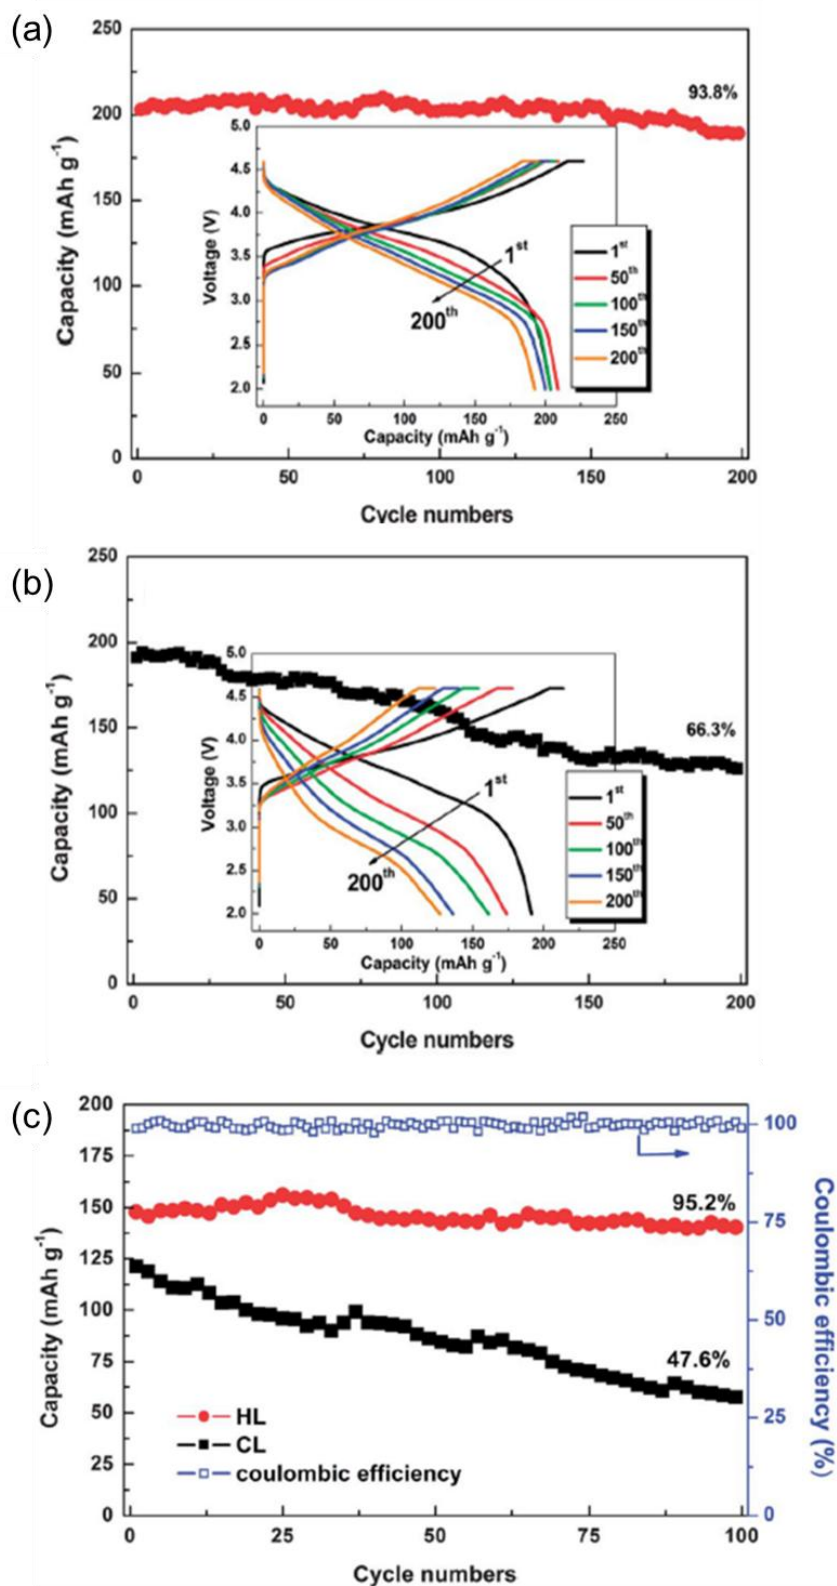 (a)
250
200
150
100
50
0
Capacity (mAh g⁻¹)
93.8%
5.0
4.5
4.0
3.5
3.0
2.5
2.0
Voltage (V)
1ˢᵗ
200ᵗʰ
1ˢᵗ
50ᵗʰ
100ᵗʰ
150ᵗʰ
200ᵗʰ
0 50 100 150 200 250
Capacity (mAh g⁻¹)
0 50 100 150 200
Cycle numbers
(b)
250
200
150
100
50
0
Capacity (mAh g⁻¹)
66.3%
5.0
4.5
4.0
3.5
3.0
2.5
2.0
Voltage (V)
1ˢᵗ
200ᵗʰ
1ˢᵗ
50ᵗʰ
100ᵗʰ
150ᵗʰ
200ᵗʰ
0 50 100 150 200 250
Capacity (mAh g⁻¹)
0 50 100 150 200
Cycle numbers
(c)
200
175
150
125
100
75
50
25
0
Capacity (mAh g⁻¹)
95.2%
47.6%
HL
CL
coulombic efficiency
100
75
50
25
0
Coulombic efficiency (%)
0 25 50 75 100
Cycle numbers